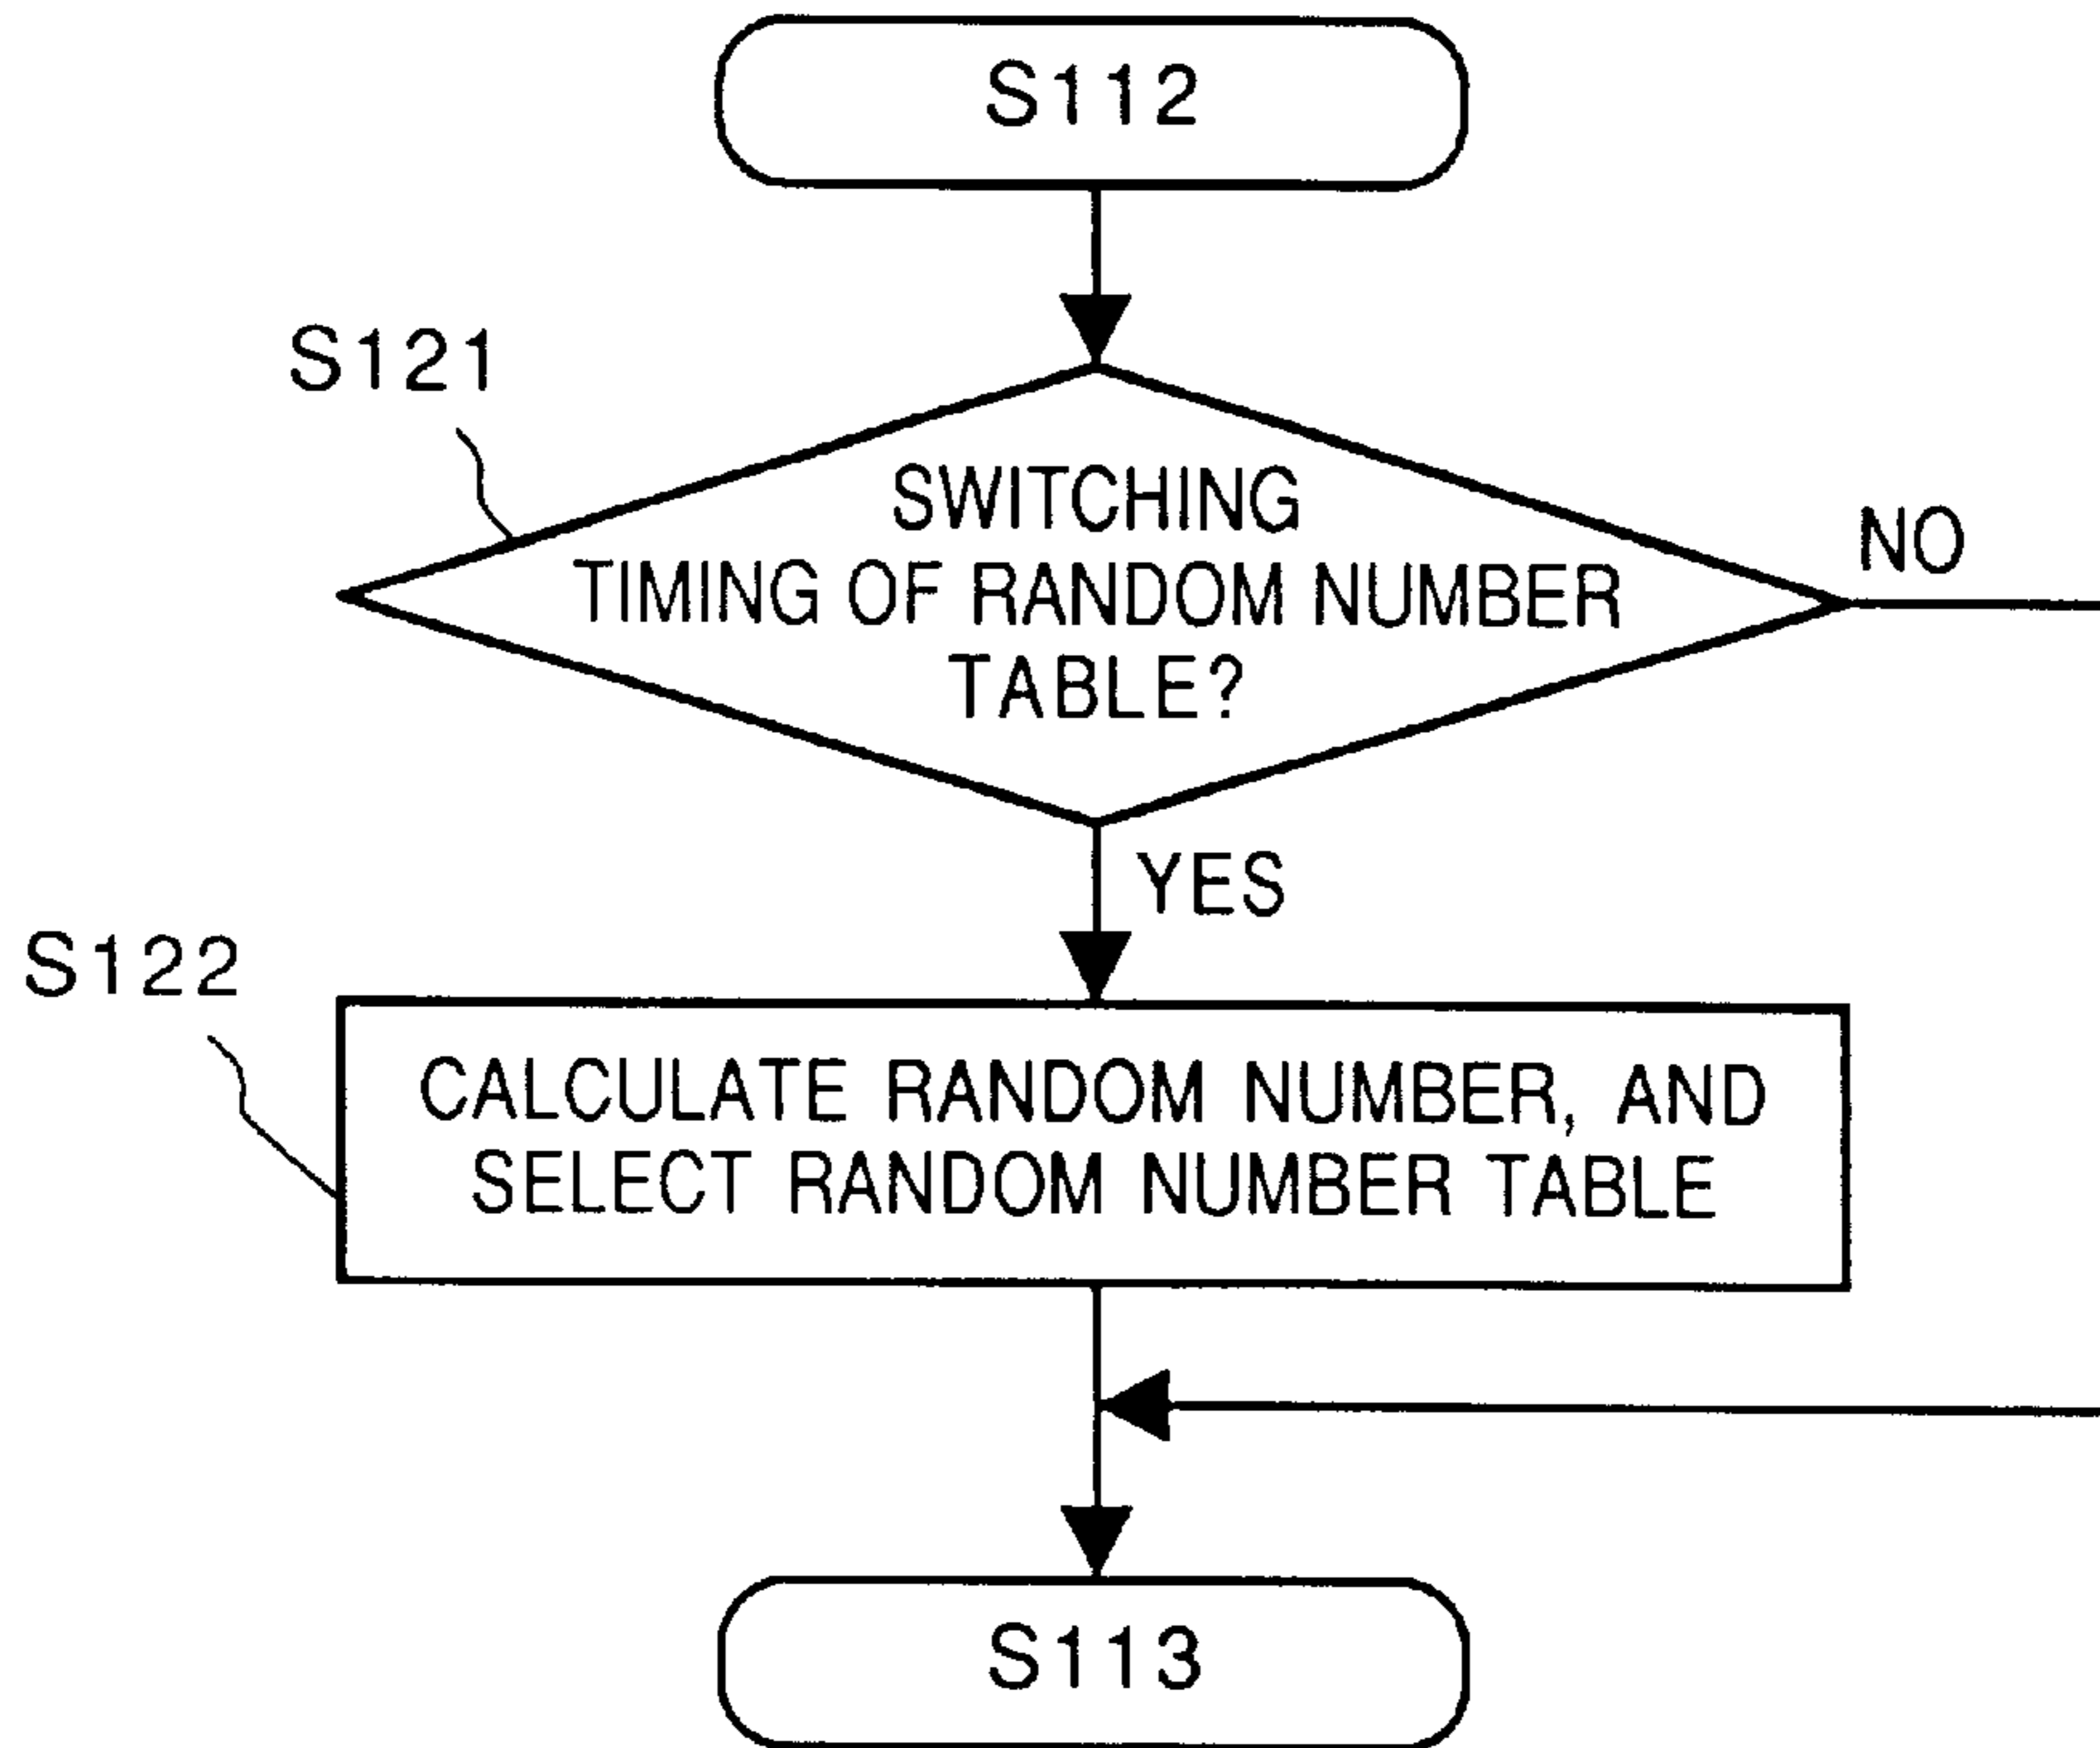 S112
S121
SWITCHING
TIMING OF RANDOM NUMBER
TABLE?
NO
YES
S122
CALCULATE RANDOM NUMBER, AND
SELECT RANDOM NUMBER TABLE
S113